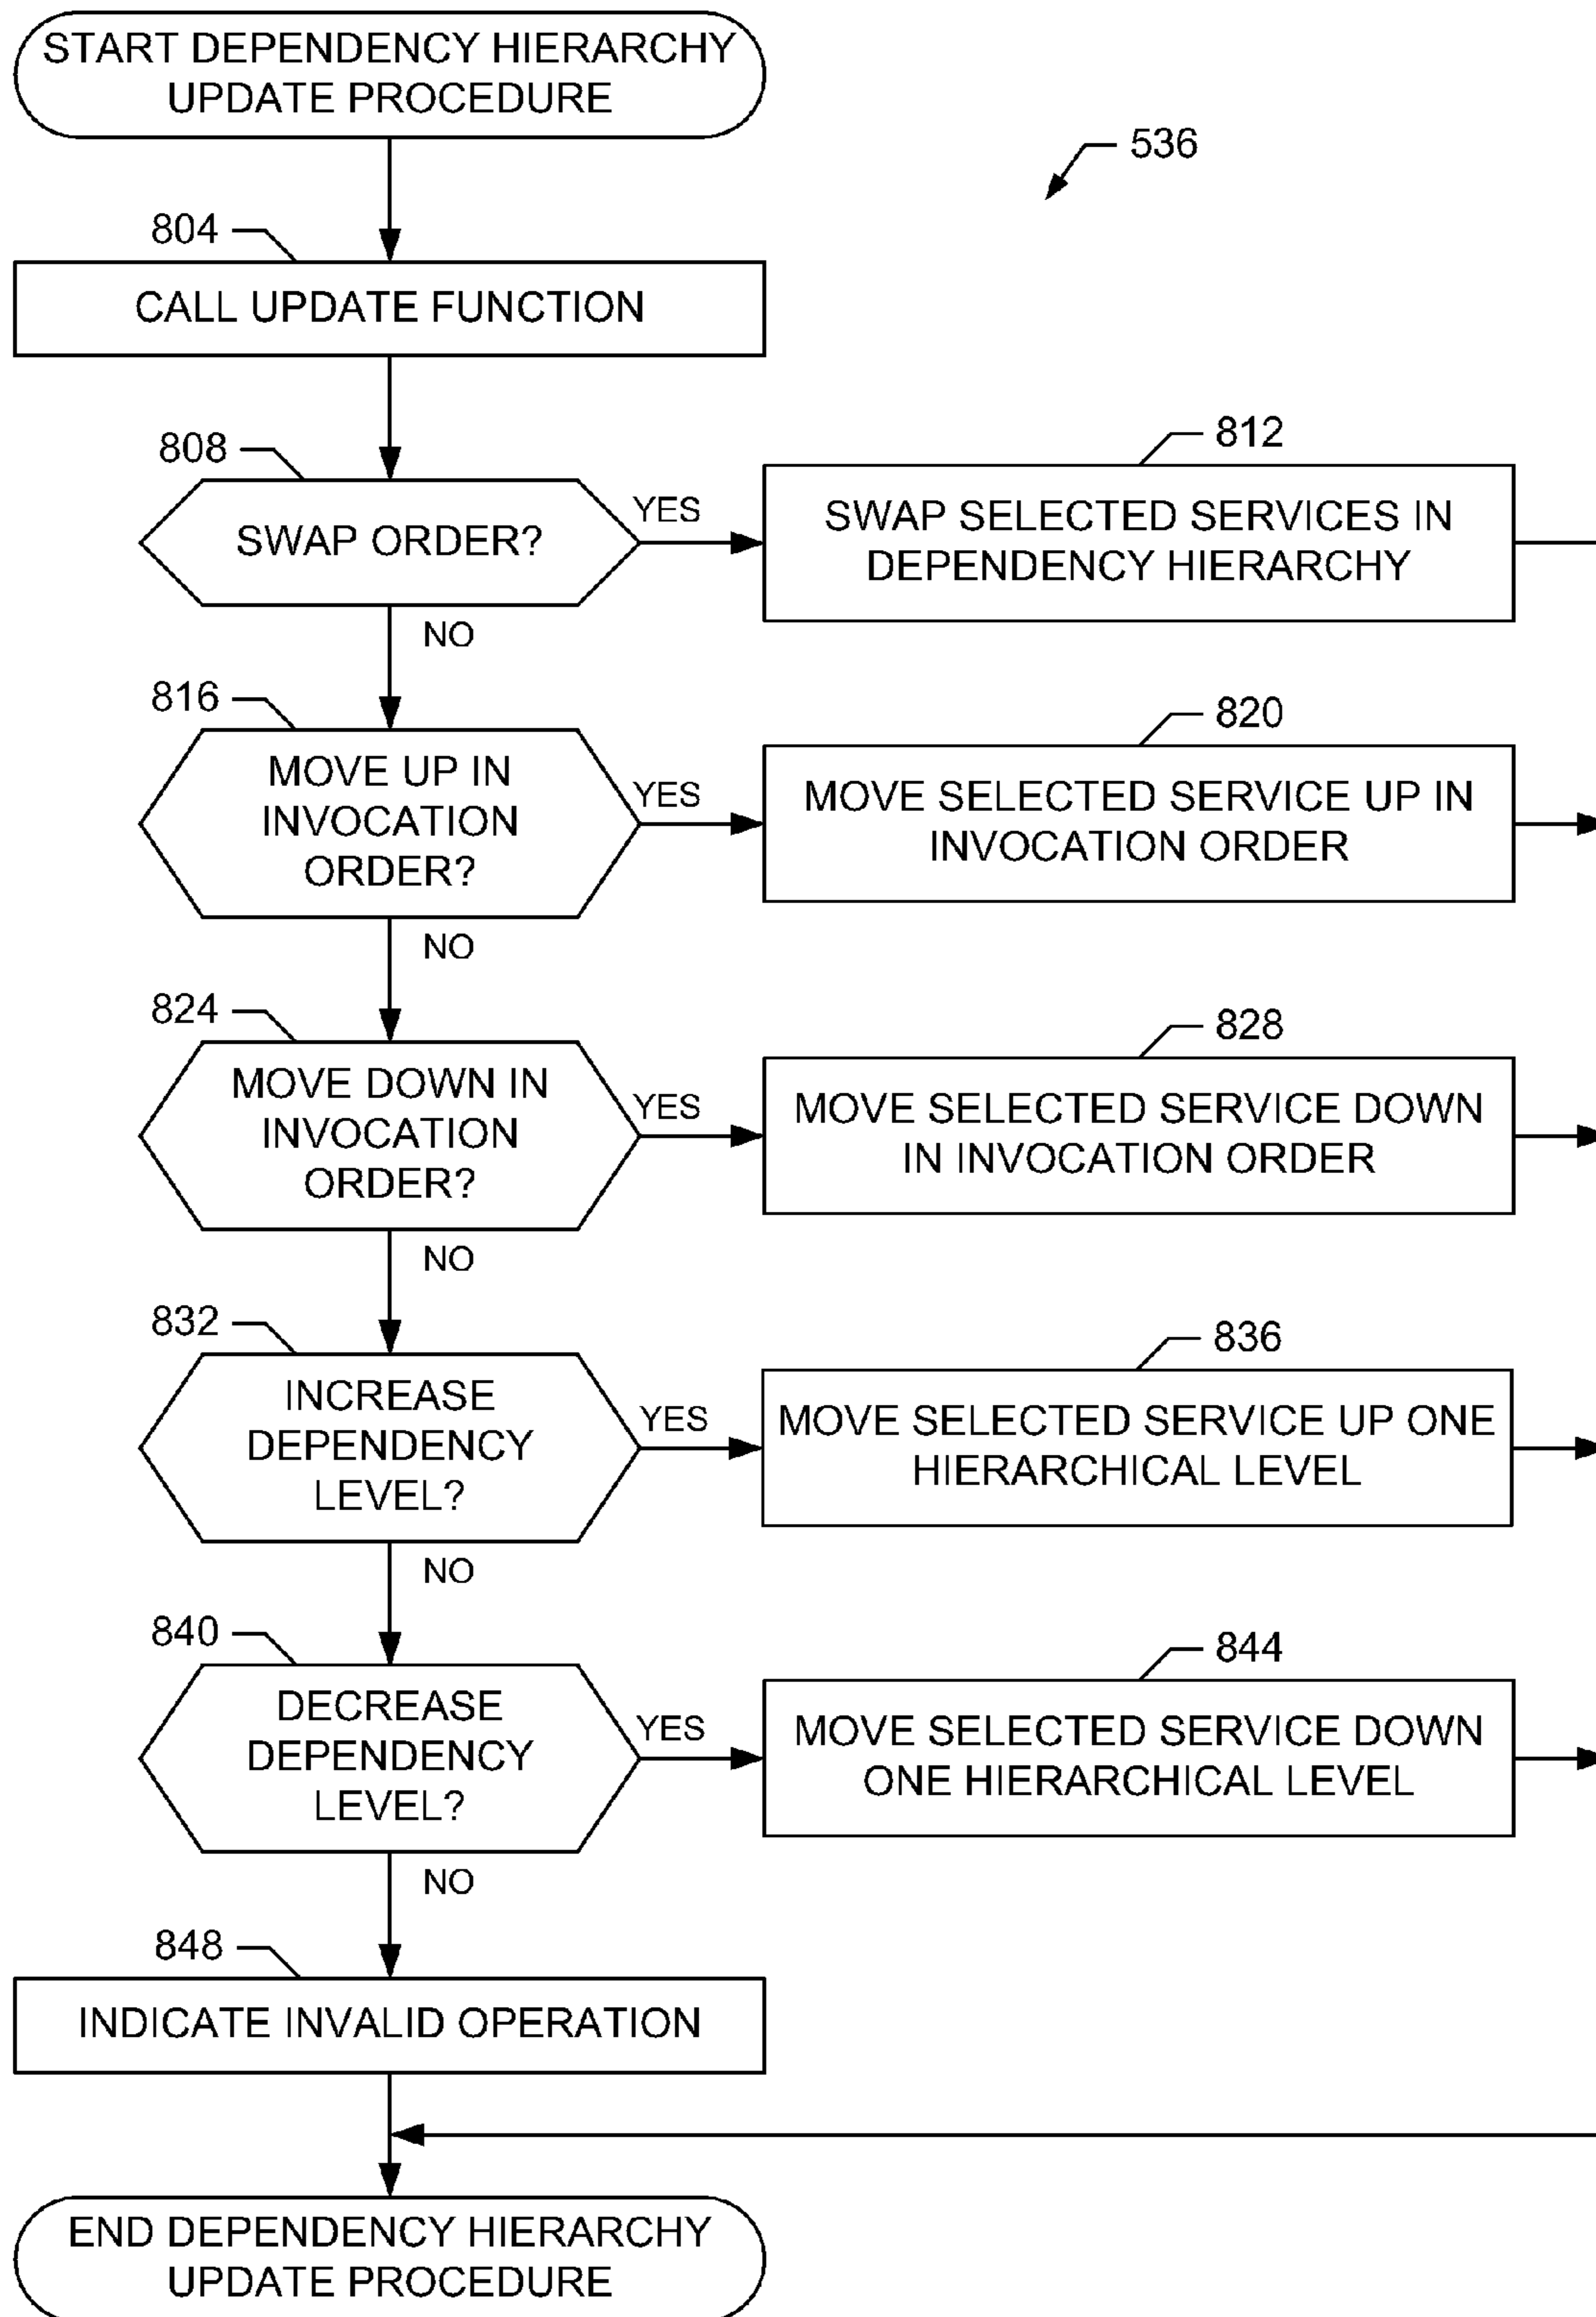 START DEPENDENCY HIERARCHY
UPDATE PROCEDURE
536
804
CALL UPDATE FUNCTION
808
SWAP ORDER?
YES
NO
812
SWAP SELECTED SERVICES IN
DEPENDENCY HIERARCHY
816
MOVE UP IN
INVOCATION
ORDER?
YES
NO
820
MOVE SELECTED SERVICE UP IN
INVOCATION ORDER
824
MOVE DOWN IN
INVOCATION
ORDER?
YES
NO
828
MOVE SELECTED SERVICE DOWN
IN INVOCATION ORDER
832
INCREASE
DEPENDENCY
LEVEL?
YES
NO
836
MOVE SELECTED SERVICE UP ONE
HIERARCHICAL LEVEL
840
DECREASE
DEPENDENCY
LEVEL?
YES
NO
844
MOVE SELECTED SERVICE DOWN
ONE HIERARCHICAL LEVEL
848
INDICATE INVALID OPERATION
END DEPENDENCY HIERARCHY
UPDATE PROCEDURE